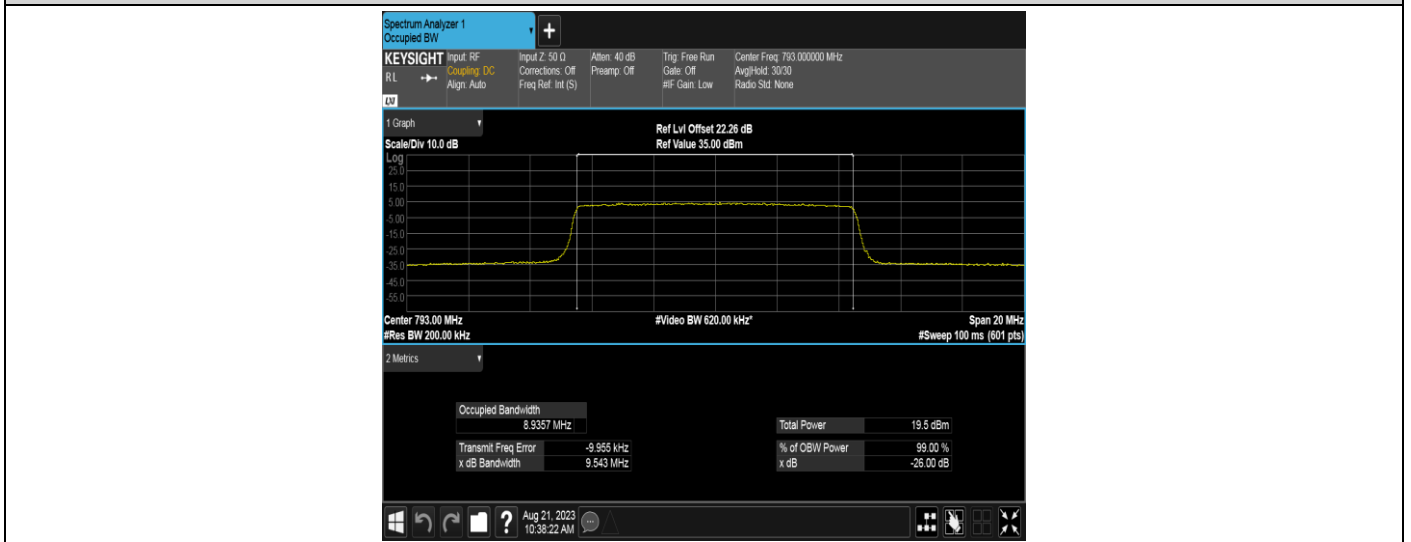 Spectrum Analyzer 1
Occupied BW
+
KEYSIGHT
R L
LXI
Input: RF
Coupling: DC
Align: Auto
Input Z: 50 Ω
Corrections: Off
Freq Ref: Int (S)
Atten: 40 dB
Preamp: Off
Trig: Free Run
Gate: Off
#IF Gain: Low
Center Freq: 793.000000 MHz
Avg|Hold: 30/30
Radio Std: None
1 Graph
Scale/Div 10.0 dB
Ref Lvl Offset 22.26 dB
Ref Value 35.00 dBm
Log
25.0
15.0
5.00
-5.00
-15.0
-25.0
-35.0
-45.0
-55.0
Center 793.00 MHz
#Video BW 620.00 kHz*
Span 20 MHz
#Res BW 200.00 kHz
#Sweep 100 ms (601 pts)
2 Metrics
Occupied Bandwidth
8.9357 MHz
Total Power 19.5 dBm
Transmit Freq Error -9.955 kHz
% of OBW Power 99.00 %
x dB Bandwidth 9.543 MHz
x dB -26.00 dB
?
Aug 21, 2023
10:38:22 AM